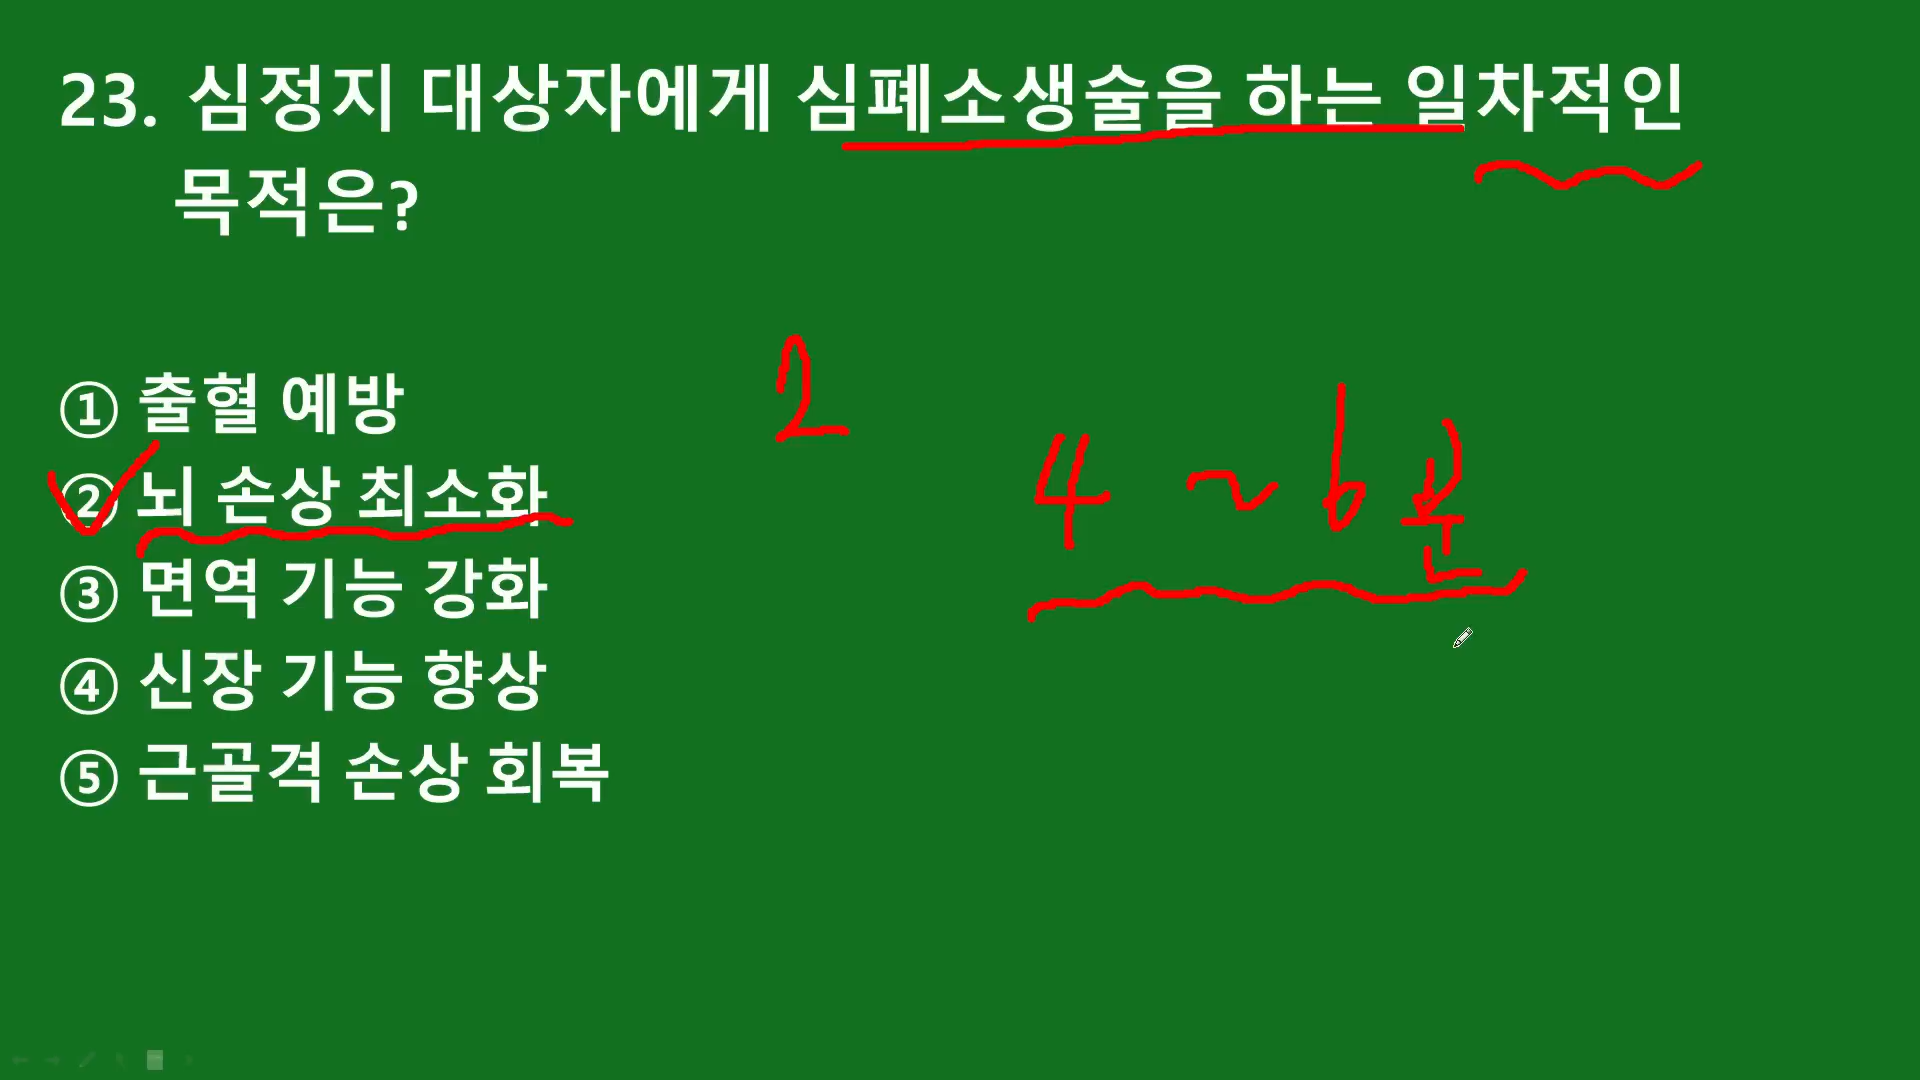 23. 심정지 대상자에게 심폐소생술을 하는 일차적인
목적은?
① 출혈 예방
② 뇌 손상 최소화
③ 면역 기능 강화
④ 신장 기능 향상
⑤ 근골격 손상 회복
2
4 ~ 6분